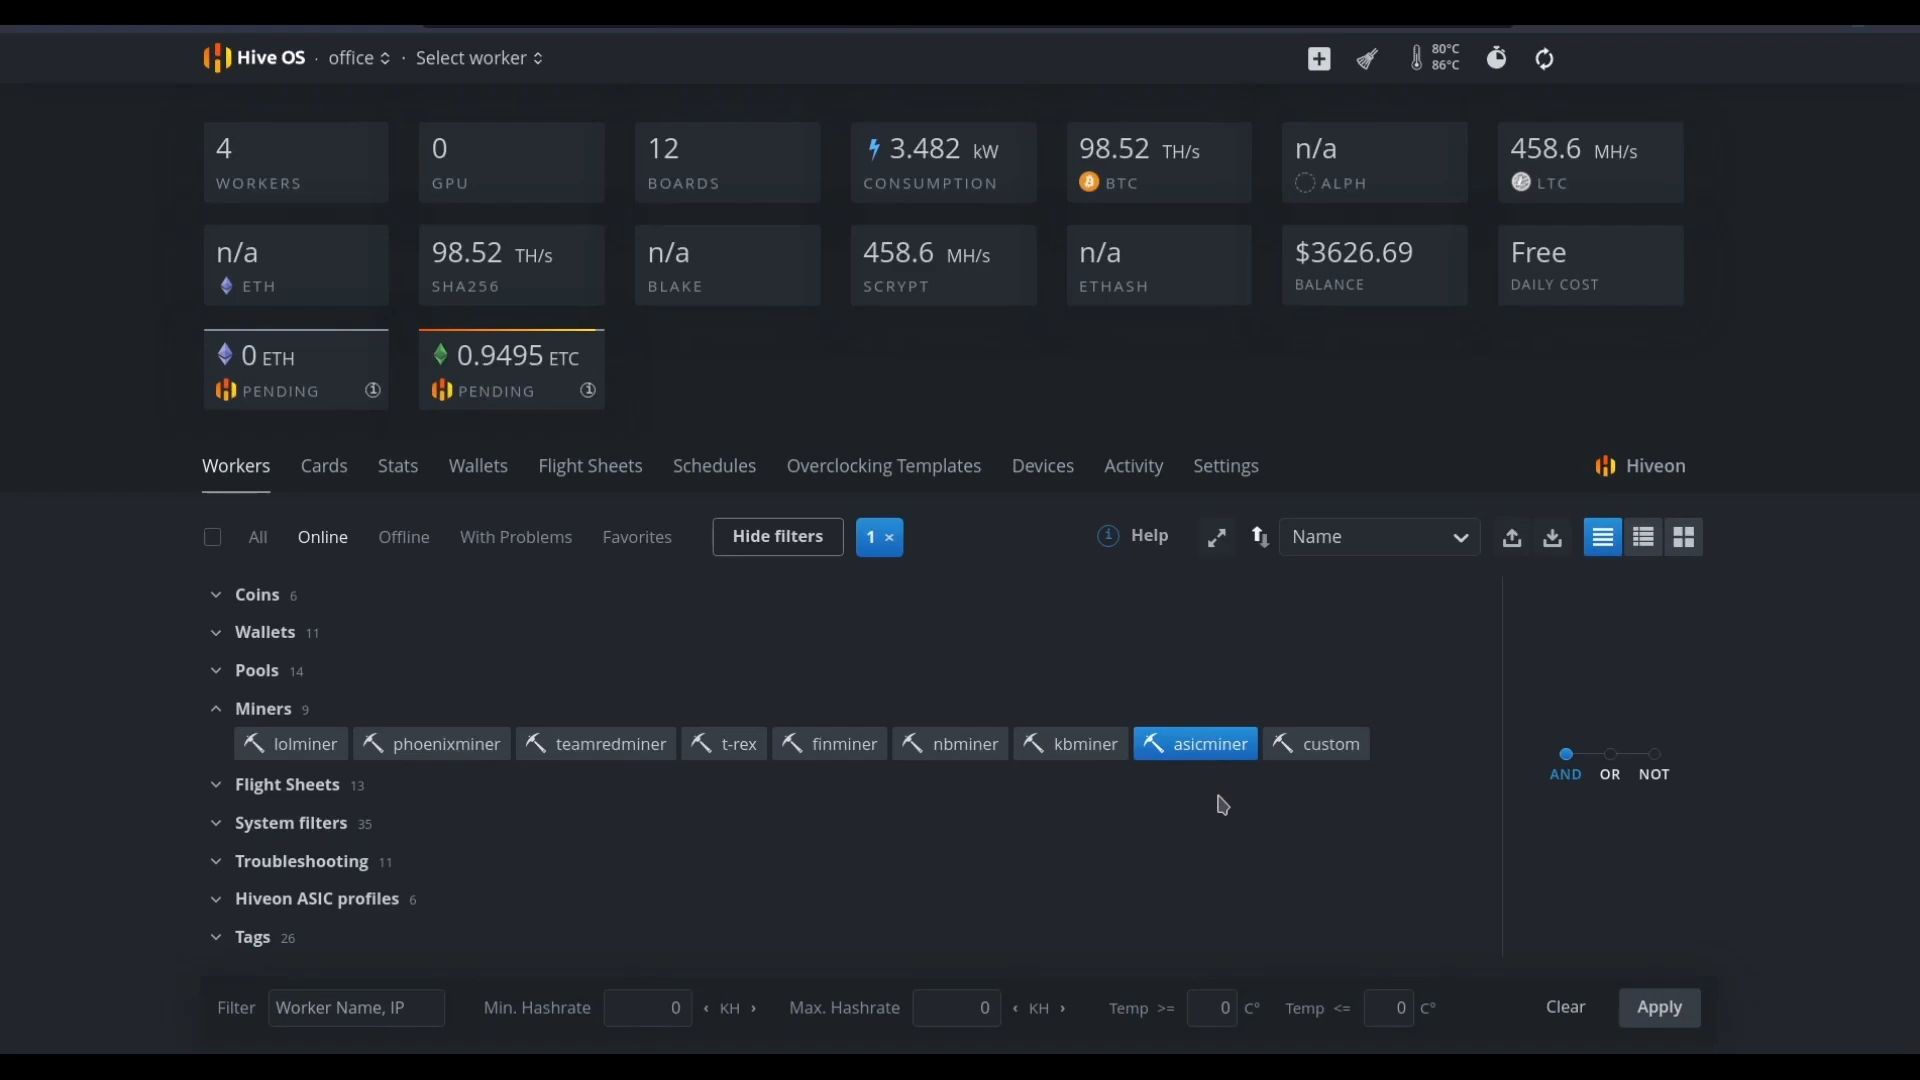 Hive OS · office · Select worker
80°C
86°C
4
WORKERS
0
GPU
12
BOARDS
3.482 kW
CONSUMPTION
98.52 TH/s
BTC
n/a
ALPH
458.6 MH/s
LTC
n/a
ETH
98.52 TH/s
SHA256
n/a
BLAKE
458.6 MH/s
SCRYPT
n/a
ETHASH
$3626.69
BALANCE
Free
DAILY COST
0 ETH
PENDING
0.9495 ETC
PENDING
Workers Cards Stats Wallets Flight Sheets Schedules Overclocking Templates Devices Activity Settings Hiveon
All Online Offline With Problems Favorites Hide filters 1 × Help Name
Coins 6
Wallets 11
Pools 14
Miners 9
lolminer phoenixminer teamredminer t-rex finminer nbminer kbminer asicminer custom
AND OR NOT
Flight Sheets 13
System filters 35
Troubleshooting 11
Hiveon ASIC profiles 6
Tags 26
Filter Worker Name, IP Min. Hashrate 0 ‹ KH › Max. Hashrate 0 ‹ KH › Temp >= 0 C° Temp <= 0 C° Clear Apply